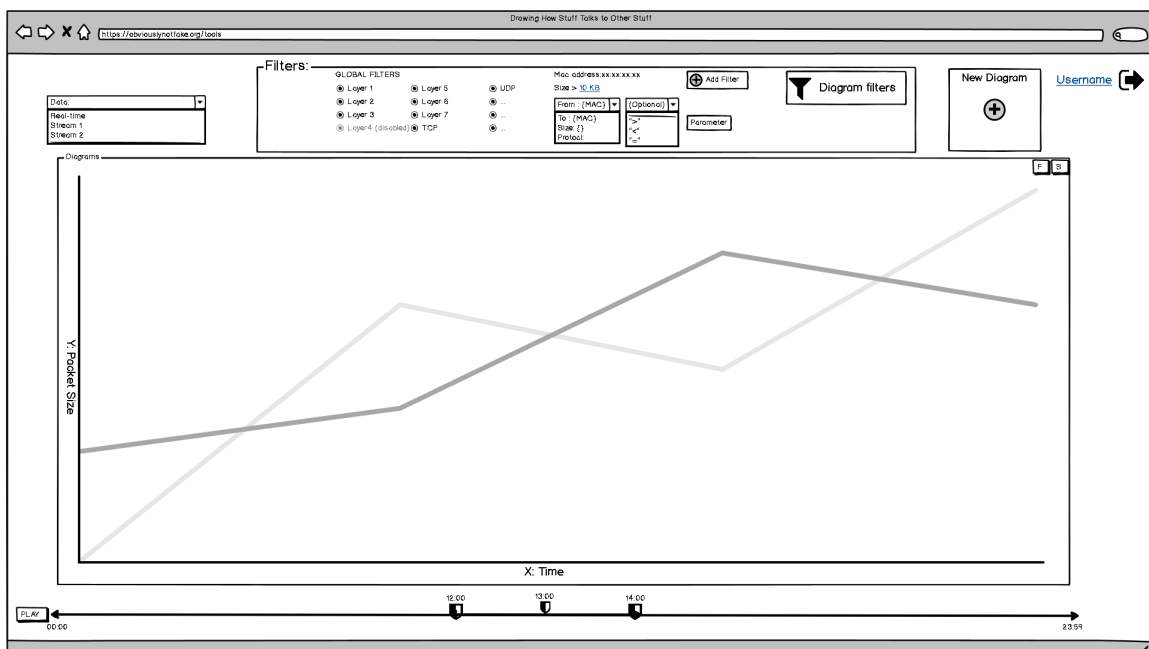 Drawing How Stuff Talks to Other Stuff
https://obviouslynotfake.org/tools
Data:
Real-time
Stream 1
Stream 2
Filters:
GLOBAL FILTERS
Layer 1
Layer 2
Layer 3
Layer4 (disabled)
Layer 5
Layer 6
Layer 7
TCP
UDP
...
...
...
Mac address:xx:xx:xx:xx
Size > 10 KB
From : {MAC}
To : {MAC}
Size: {}
Protocl:
(Optional)
">"
"<"
"="
Add Filter
Parameter
Diagram filters
New Diagram
Username
Diagrams
F
S
Y: Packet Size
X: Time
PLAY
00:00
12:00
13:00
14:00
23:59